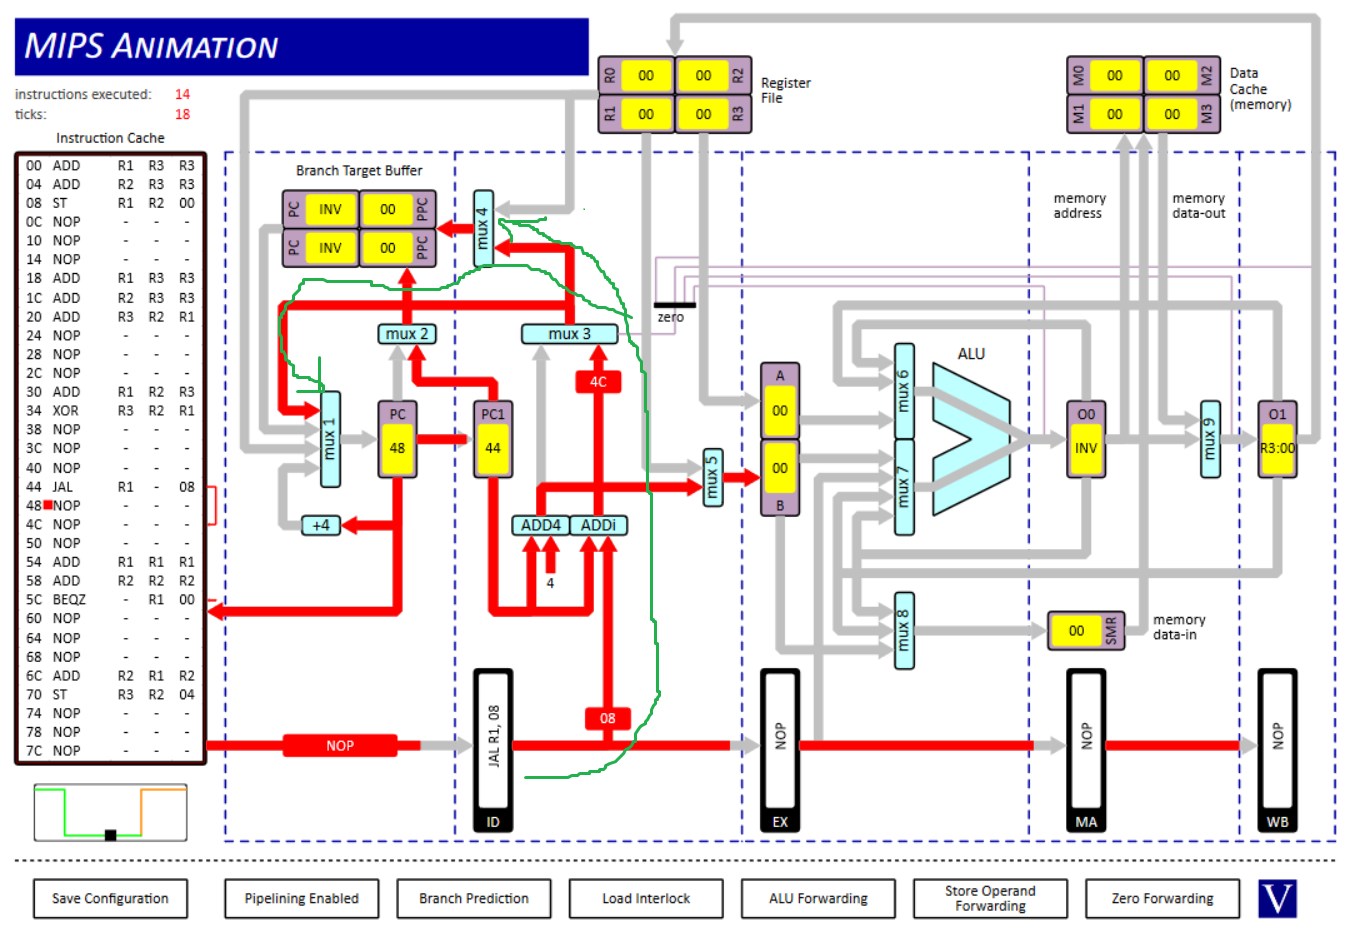 MIPS ANIMATION
instructions executed: 14
ticks: 18
Instruction Cache
00 ADD R1 R3 R3
04 ADD R2 R3 R3
08 ST R1 R2 00
0C NOP - - -
10 NOP - - -
14 NOP - - -
18 ADD R1 R3 R3
1C ADD R2 R3 R3
20 ADD R3 R2 R1
24 NOP - - -
28 NOP - - -
2C NOP - - -
30 ADD R1 R2 R3
34 XOR R3 R2 R1
38 NOP - - -
3C NOP - - -
40 NOP - - -
44 JAL R1 - 08
48 NOP - - -
4C NOP - - -
50 NOP - - -
54 ADD R1 R1 R1
58 ADD R2 R2 R2
5C BEQZ - R1 00
60 NOP - - -
64 NOP - - -
68 NOP - - -
6C ADD R2 R1 R2
70 ST R3 R2 04
74 NOP - - -
78 NOP - - -
7C NOP - - -
R0 00 00 R2
R1 00 00 R3
Register
File
M0 00 00 M2
M1 00 00 M3
Data
Cache
(memory)
Branch Target Buffer
PC INV 00 PPC
PC INV 00 PPC
mux 4
memory
address
memory
data-out
zero
mux 2
mux 3
4C
mux 1
PC
48
PC1
44
mux 5
A
00
00
B
mux 6
mux 7
ALU
O0
INV
mux 9
O1
R3:00
+4
ADD4
ADDi
4
mux 8
00 SMR
memory
data-in
08
NOP
JAL R1, 08
ID
NOP
EX
NOP
MA
NOP
WB
Save Configuration
Pipelining Enabled
Branch Prediction
Load Interlock
ALU Forwarding
Store Operand
Forwarding
Zero Forwarding
V